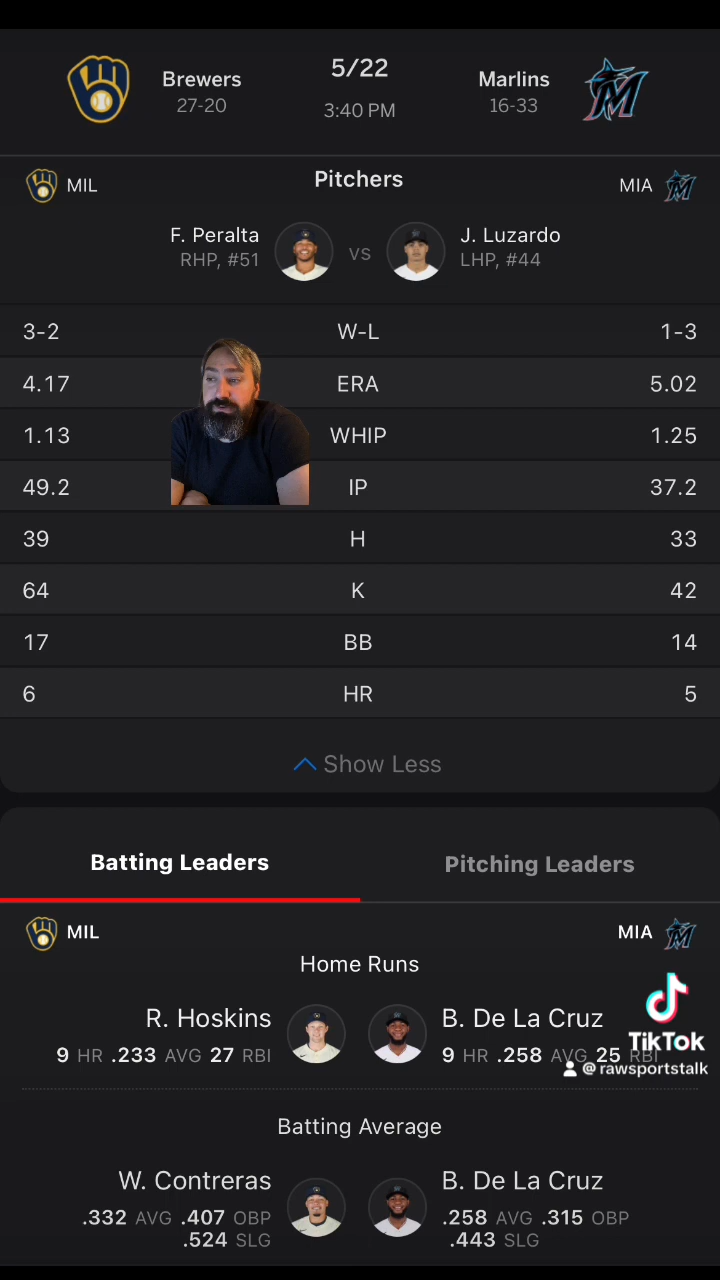 5/22
Brewers
27-20
3:40 PM
Marlins
16-33
MIL
Pitchers
MIA
F. Peralta
RHP, #51
vs
J. Luzardo
LHP, #44
3-2 W-L 1-3
4.17 ERA 5.02
1.13 WHIP 1.25
49.2 IP 37.2
39 H 33
64 K 42
17 BB 14
6 HR 5
Show Less
Batting Leaders
Pitching Leaders
MIL
MIA
Home Runs
R. Hoskins
9 HR .233 AVG 27 RBI
B. De La Cruz
9 HR .258 AVG 25 RBI
TikTok
@rawsportstalk
Batting Average
W. Contreras
.332 AVG .407 OBP
.524 SLG
B. De La Cruz
.258 AVG .315 OBP
.443 SLG